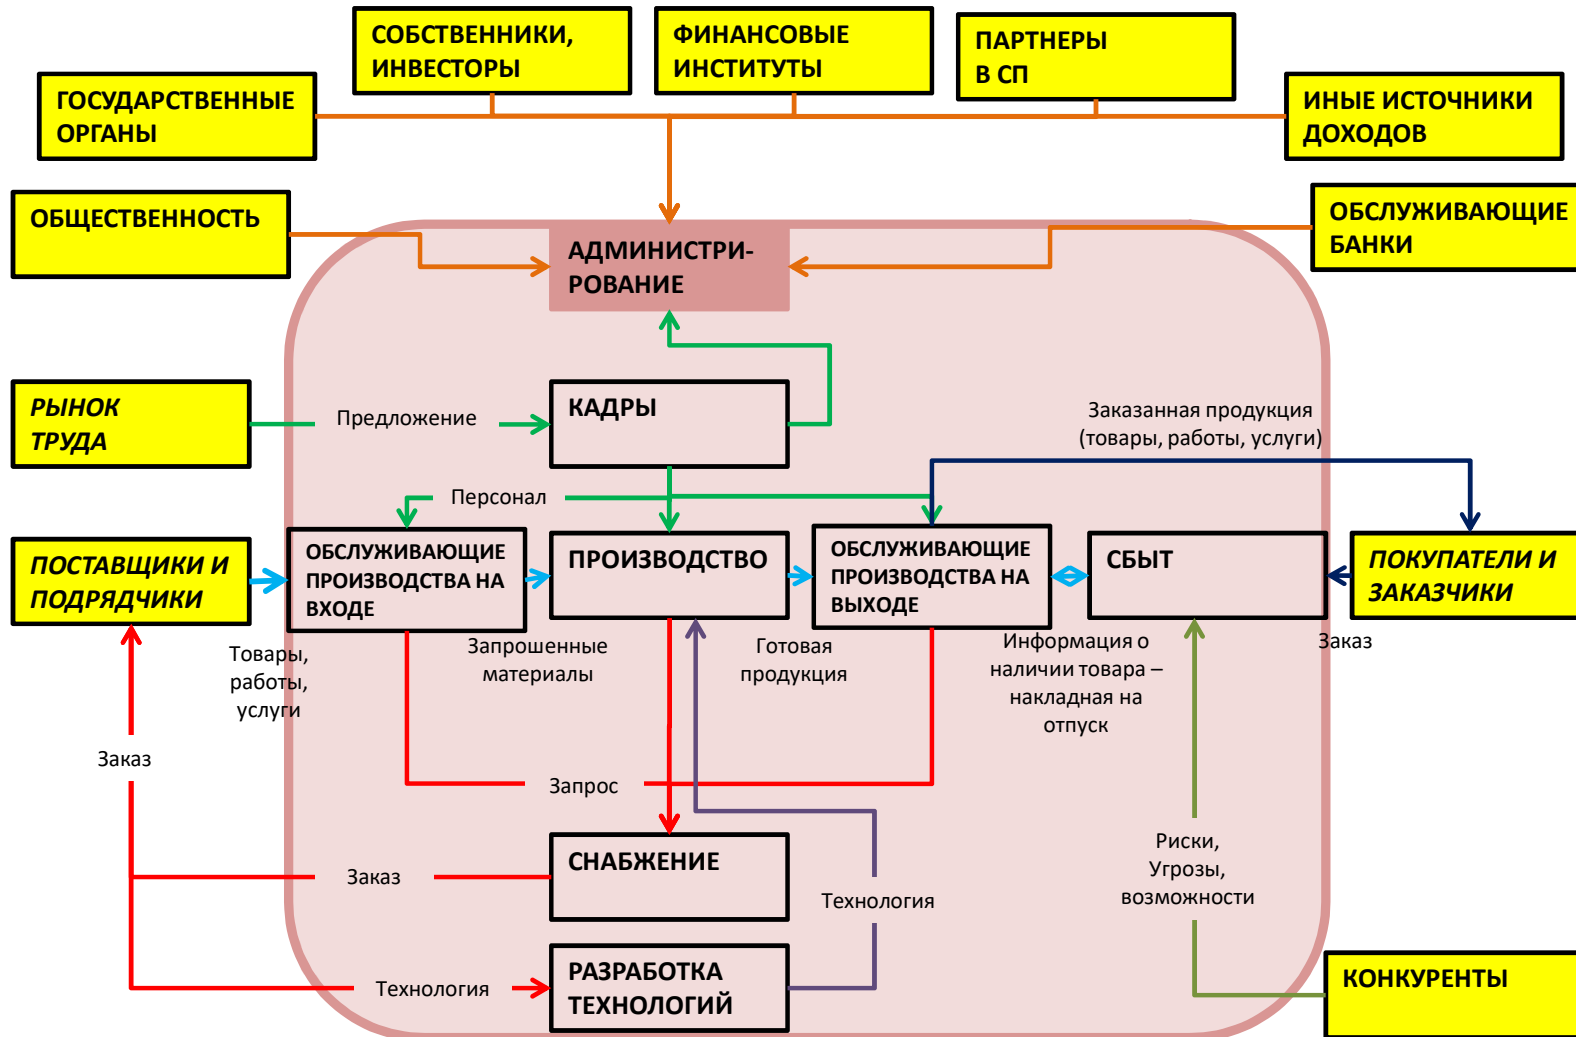 СОБСТВЕННИКИ,
ИНВЕСТОРЫ
ФИНАНСОВЫЕ
ИНСТИТУТЫ
ПАРТНЕРЫ
В СП
ГОСУДАРСТВЕННЫЕ
ОРГАНЫ
ИНЫЕ ИСТОЧНИКИ
ДОХОДОВ
ОБЩЕСТВЕННОСТЬ
АДМИНИСТРИ-
РОВАНИЕ
ОБСЛУЖИВАЮЩИЕ
БАНКИ
РЫНОК
ТРУДА
Предложение
КАДРЫ
Заказанная продукция
(товары, работы, услуги)
Персонал
ПОСТАВЩИКИ И
ПОДРЯДЧИКИ
ОБСЛУЖИВАЮЩИЕ
ПРОИЗВОДСТВА НА
ВХОДЕ
ПРОИЗВОДСТВО
ОБСЛУЖИВАЮЩИЕ
ПРОИЗВОДСТВА НА
ВЫХОДЕ
СБЫТ
ПОКУПАТЕЛИ И
ЗАКАЗЧИКИ
Товары,
работы,
услуги
Запрошенные
материалы
Готовая
продукция
Информация о
наличии товара –
накладная на
отпуск
Заказ
Заказ
Запрос
СНАБЖЕНИЕ
Заказ
Технология
Риски,
Угрозы,
возможности
Технология
РАЗРАБОТКА
ТЕХНОЛОГИЙ
КОНКУРЕНТЫ